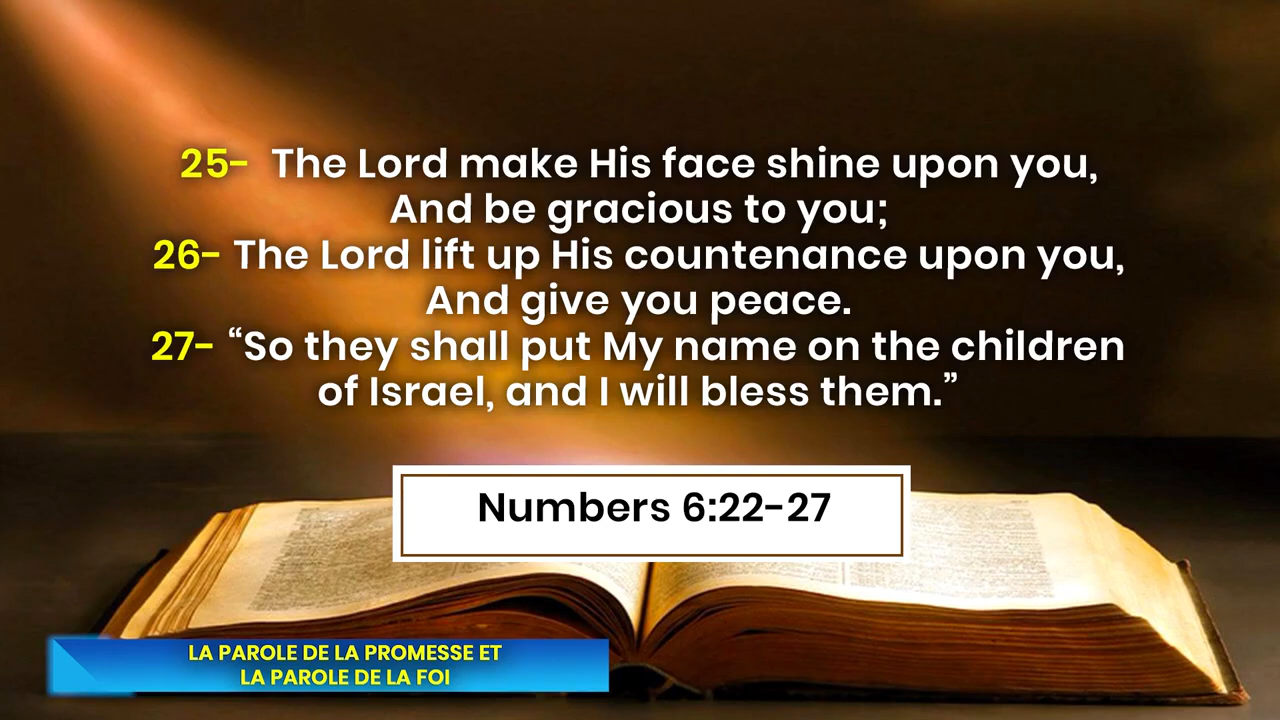 25- The Lord make His face shine upon you,
And be gracious to you;
26- The Lord lift up His countenance upon you,
And give you peace.
27- “So they shall put My name on the children
of Israel, and I will bless them.”
Numbers 6:22-27
LA PAROLE DE LA PROMESSE ET
LA PAROLE DE LA FOI